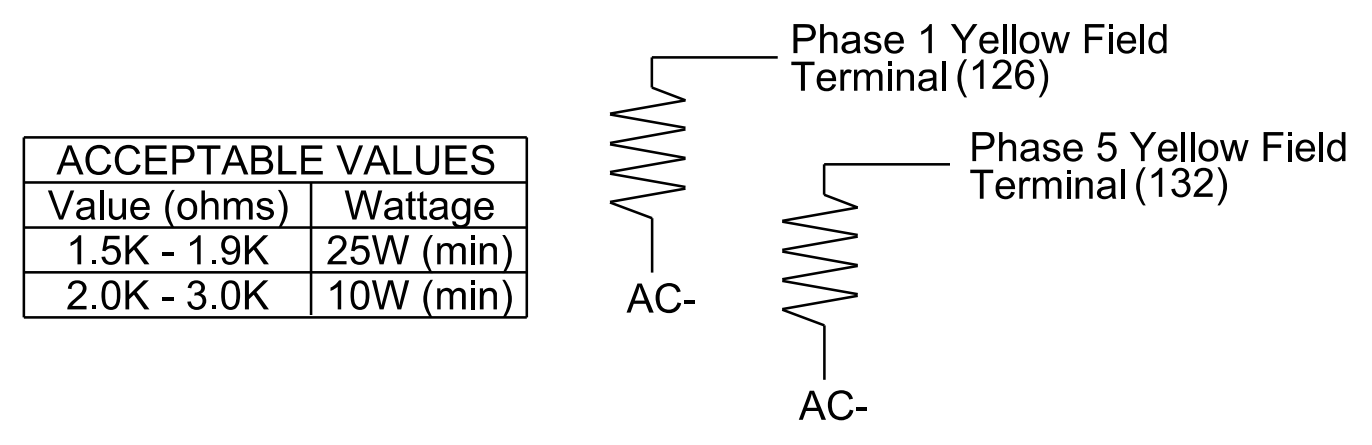 ACCEPTABLE VALUES
Value (ohms) Wattage
1.5K - 1.9K 25W (min)
2.0K - 3.0K 10W (min)
Phase 1 Yellow Field
Terminal (126)
AC-
Phase 5 Yellow Field
Terminal (132)
AC-